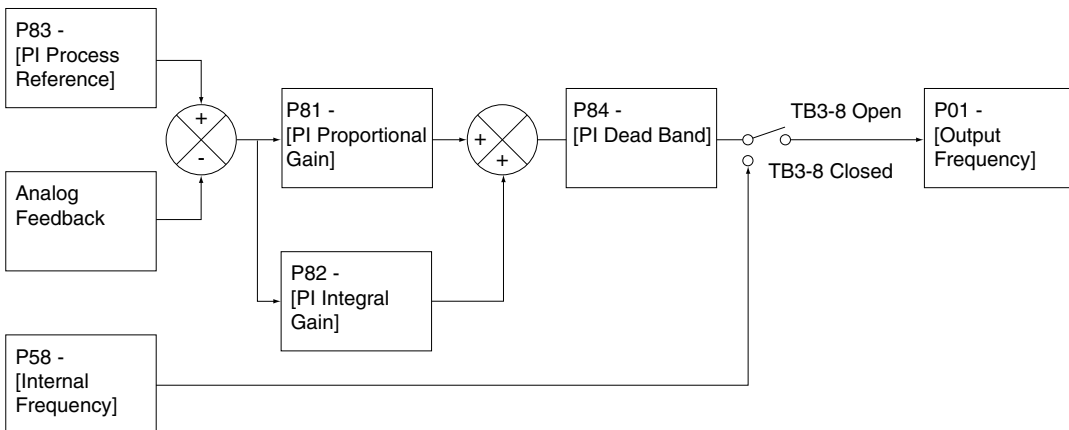 P83 -
[PI Process
Reference]
+
-
Analog
Feedback
P81 -
[PI Proportional
Gain]
P82 -
[PI Integral
Gain]
+
+
P84 -
[PI Dead Band]
TB3-8 Open
TB3-8 Closed
P01 -
[Output
Frequency]
P58 -
[Internal
Frequency]